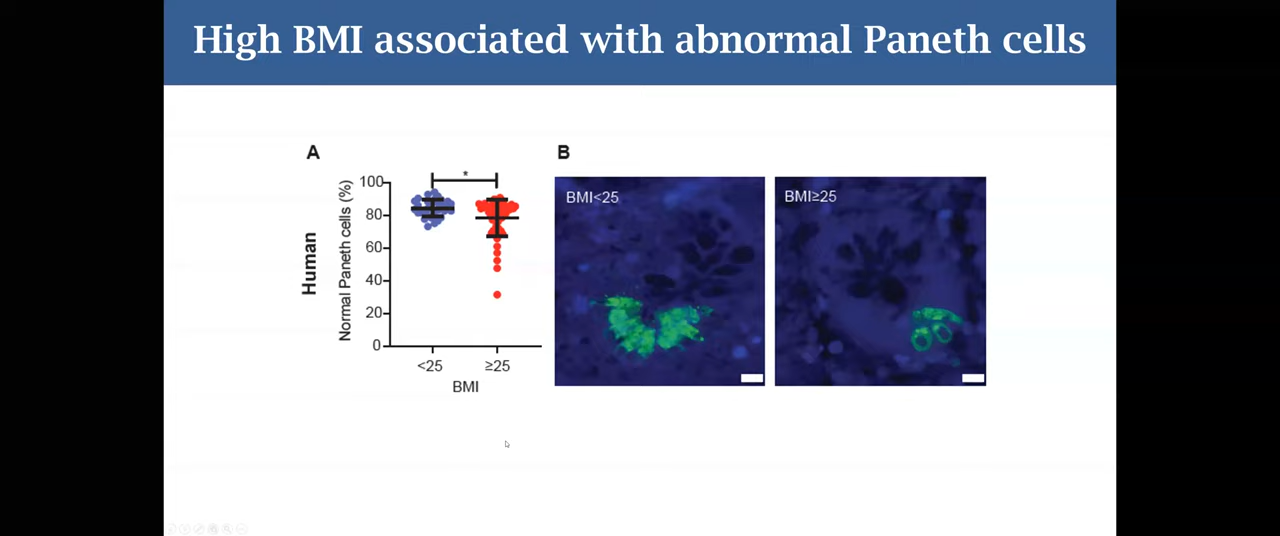 High BMI associated with abnormal Paneth cells
A
Human
Normal Paneth cells (%)
100
80
60
40
20
0
*
<25
≥25
BMI
B
BMI<25
BMI≥25